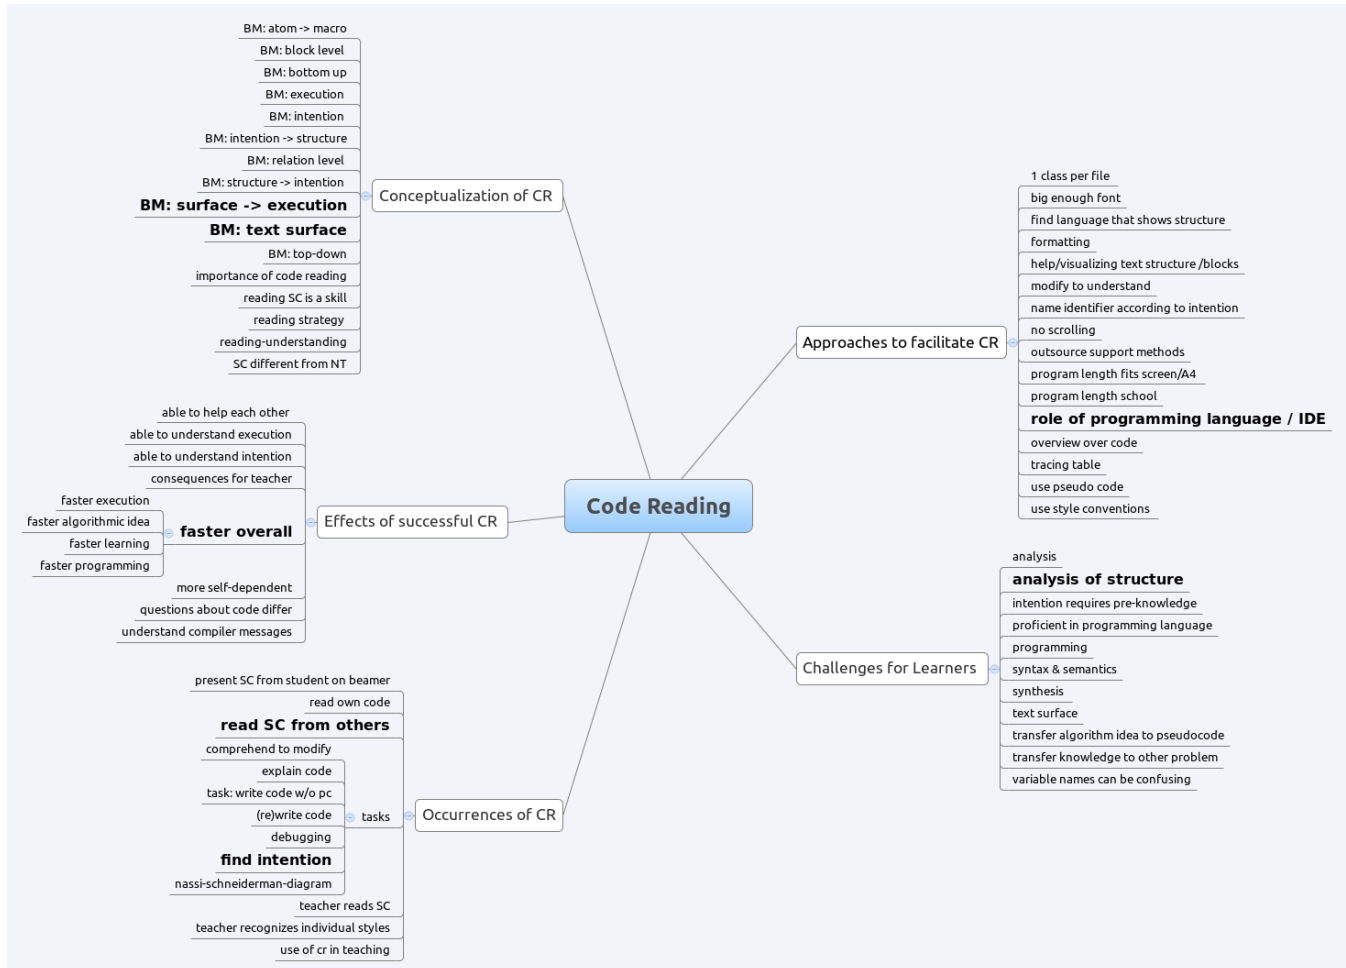 BM: atom -> macro
BM: block level
BM: bottom up
BM: execution
BM: intention
BM: intention -> structure
BM: relation level
BM: structure -> intention
BM: surface -> execution
BM: text surface
BM: top-down
importance of code reading
reading SC is a skill
reading strategy
reading-understanding
SC different from NT
Conceptualization of CR
able to help each other
able to understand execution
able to understand intention
consequences for teacher
faster execution
faster algorithmic idea
faster learning
faster programming
faster overall
more self-dependent
questions about code differ
understand compiler messages
Effects of successful CR
present SC from student on beamer
read own code
read SC from others
comprehend to modify
explain code
task: write code w/o pc
(re)write code
debugging
find intention
nassi-schneiderman-diagram
tasks
teacher reads SC
teacher recognizes individual styles
use of cr in teaching
Occurrences of CR
Code Reading
Approaches to facilitate CR
1 class per file
big enough font
find language that shows structure
formatting
help/visualizing text structure /blocks
modify to understand
name identifier according to intention
no scrolling
outsource support methods
program length fits screen/A4
program length school
role of programming language / IDE
overview over code
tracing table
use pseudo code
use style conventions
Challenges for Learners
analysis
analysis of structure
intention requires pre-knowledge
proficient in programming language
programming
syntax & semantics
synthesis
text surface
transfer algorithm idea to pseudocode
transfer knowledge to other problem
variable names can be confusing